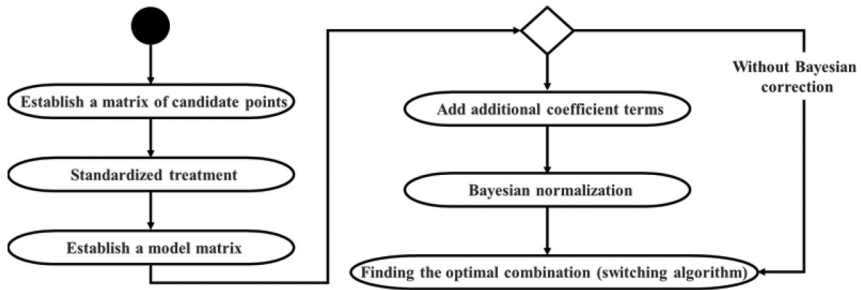 Establish a matrix of candidate points
Standardized treatment
Establish a model matrix
Without Bayesian
correction
Add additional coefficient terms
Bayesian normalization
Finding the optimal combination (switching algorithm)